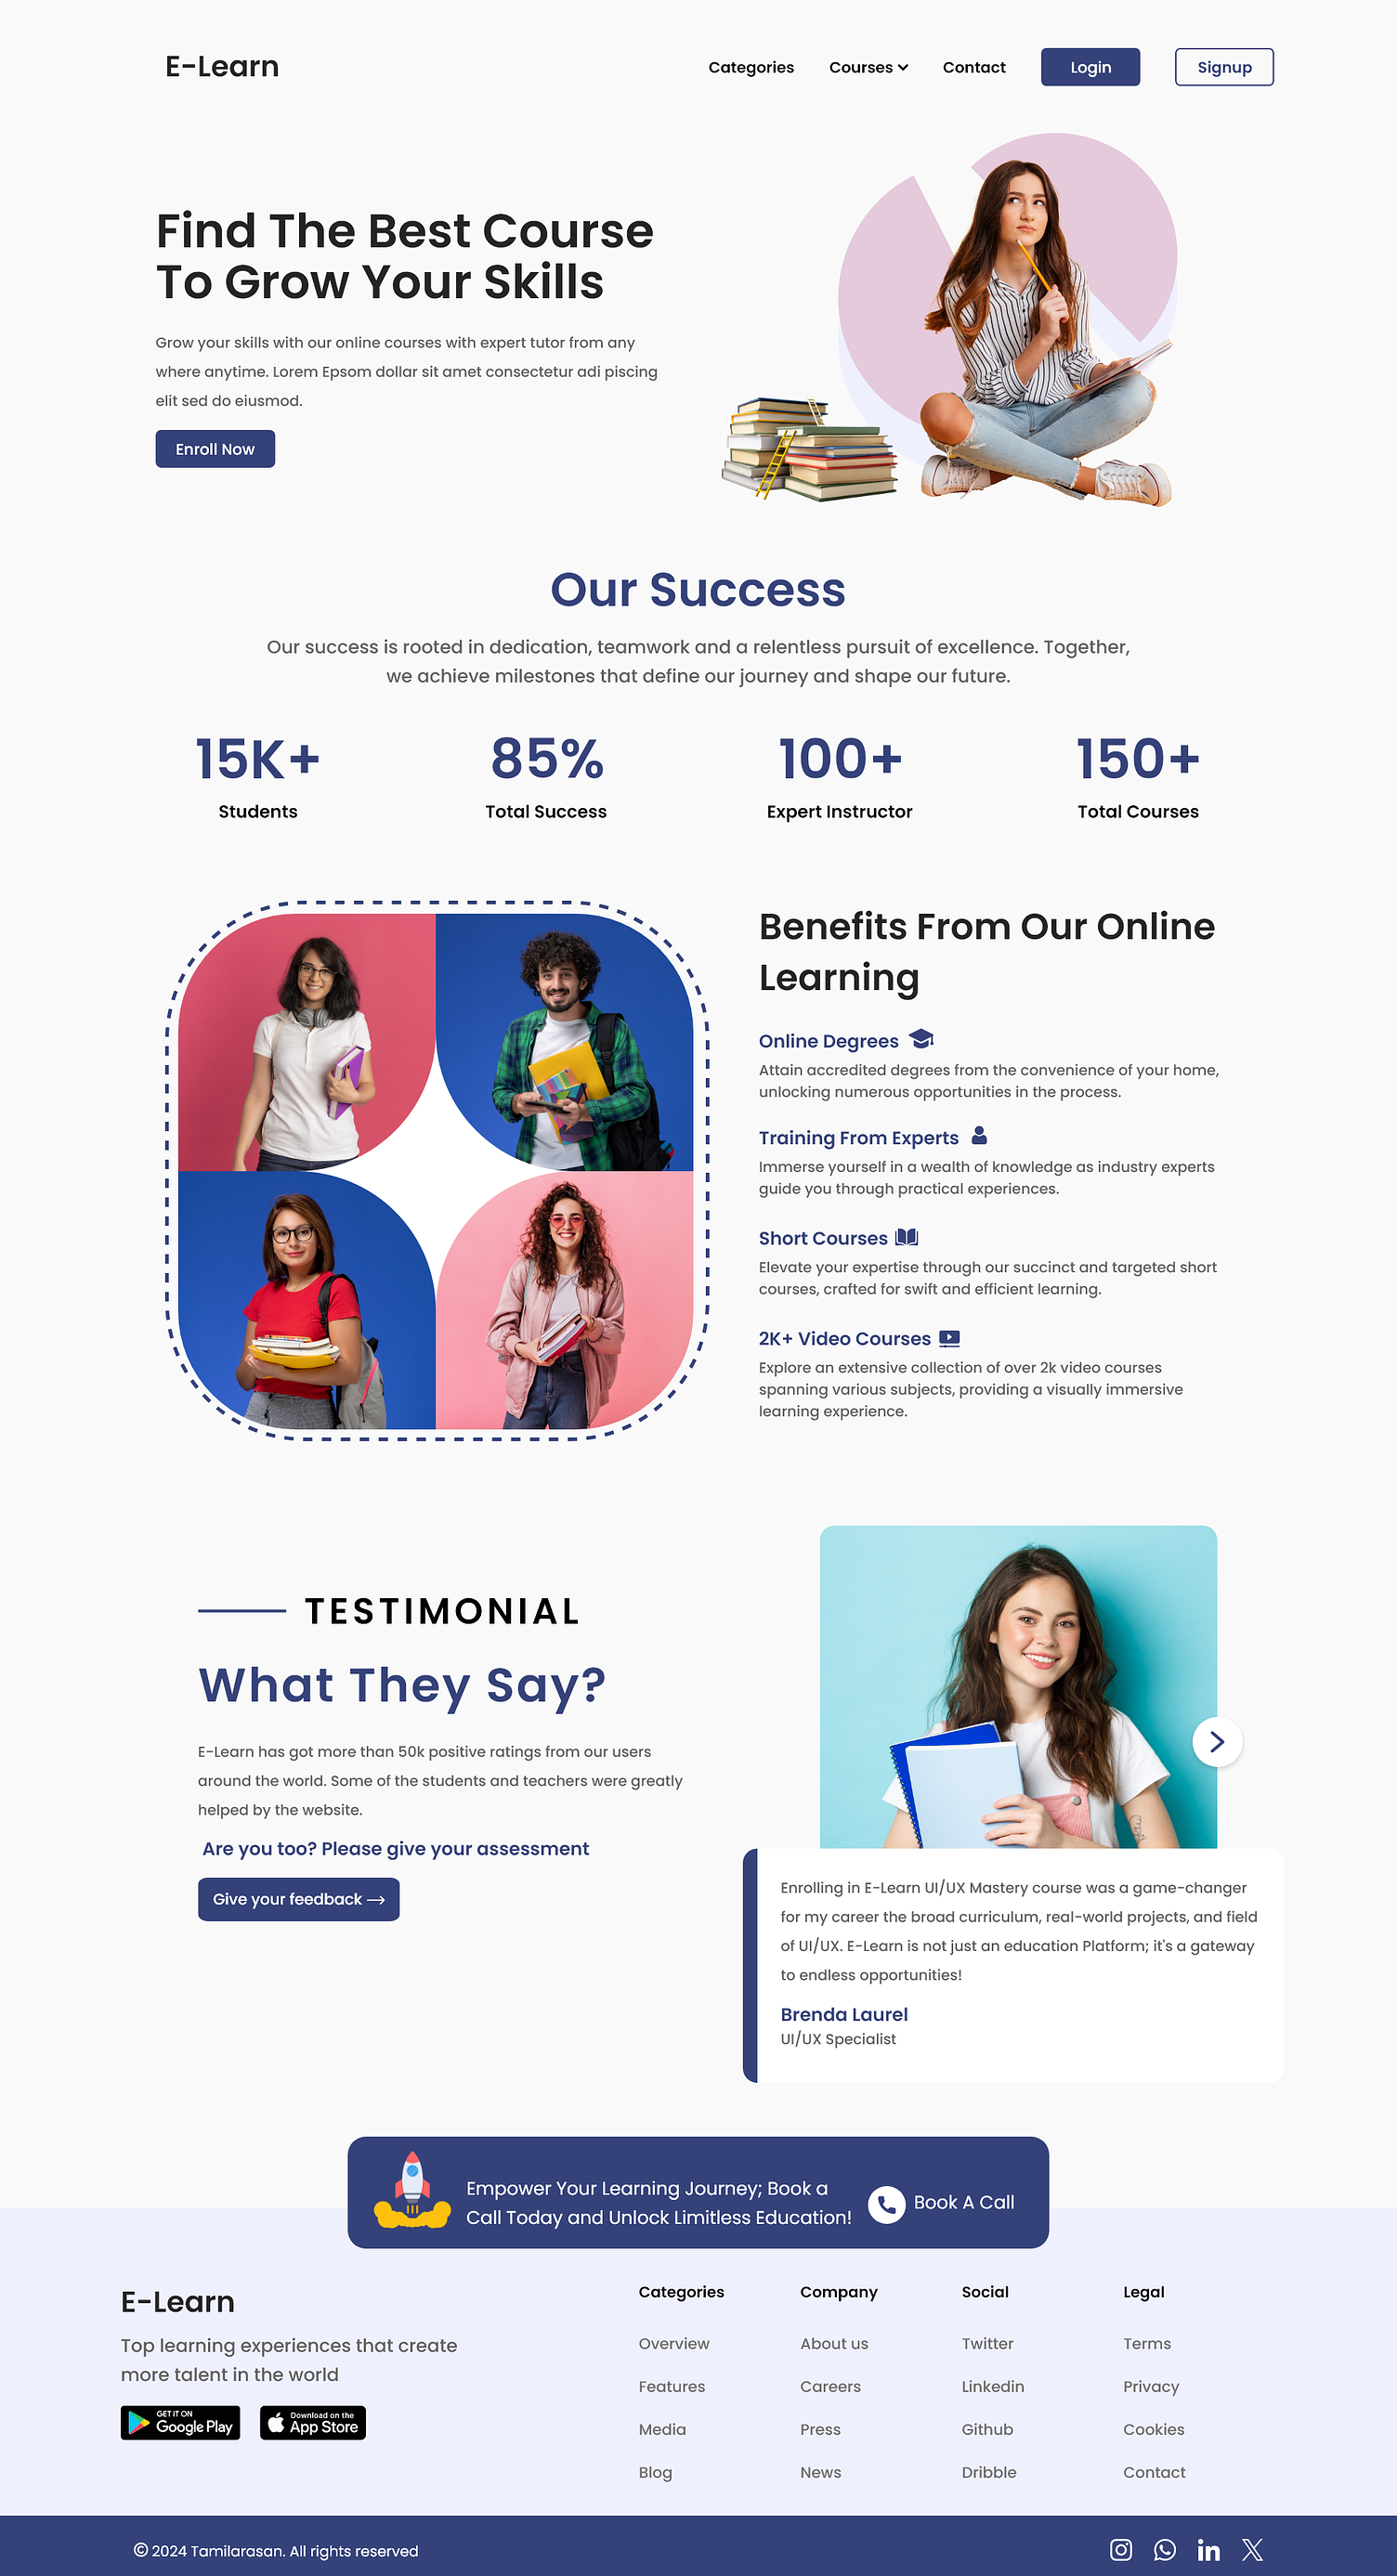 E-Learn
Categories
Courses
Contact
Login
Signup
Find The Best Course
To Grow Your Skills
Grow your skills with our online courses with expert tutor from any
where anytime. Lorem Epsom dollar sit amet consectetur adi piscing
elit sed do eiusmod.
Enroll Now
Our Success
Our success is rooted in dedication, teamwork and a relentless pursuit of excellence. Together,
we achieve milestones that define our journey and shape our future.
15K+
Students
85%
Total Success
100+
Expert Instructor
150+
Total Courses
Benefits From Our Online
Learning
Online Degrees
Attain accredited degrees from the convenience of your home,
unlocking numerous opportunities in the process.
Training From Experts
Immerse yourself in a wealth of knowledge as industry experts
guide you through practical experiences.
Short Courses
Elevate your expertise through our succinct and targeted short
courses, crafted for swift and efficient learning.
2K+ Video Courses
Explore an extensive collection of over 2k video courses
spanning various subjects, providing a visually immersive
learning experience.
TESTIMONIAL
What They Say?
E-Learn has got more than 50k positive ratings from our users
around the world. Some of the students and teachers were greatly
helped by the website.
Are you too? Please give your assessment
Give your feedback
Enrolling in E-Learn UI/UX Mastery course was a game-changer
for my career the broad curriculum, real-world projects, and field
of UI/UX. E-Learn is not just an education Platform; it's a gateway
to endless opportunities!
Brenda Laurel
UI/UX Specialist
Empower Your Learning Journey; Book a
Call Today and Unlock Limitless Education!
Book A Call
E-Learn
Top learning experiences that create
more talent in the world
GET IT ON
Google Play
Download on the
App Store
Categories
Overview
Features
Media
Blog
Company
About us
Careers
Press
News
Social
Twitter
Linkedin
Github
Dribble
Legal
Terms
Privacy
Cookies
Contact
© 2024 Tamilarasan. All rights reserved
in